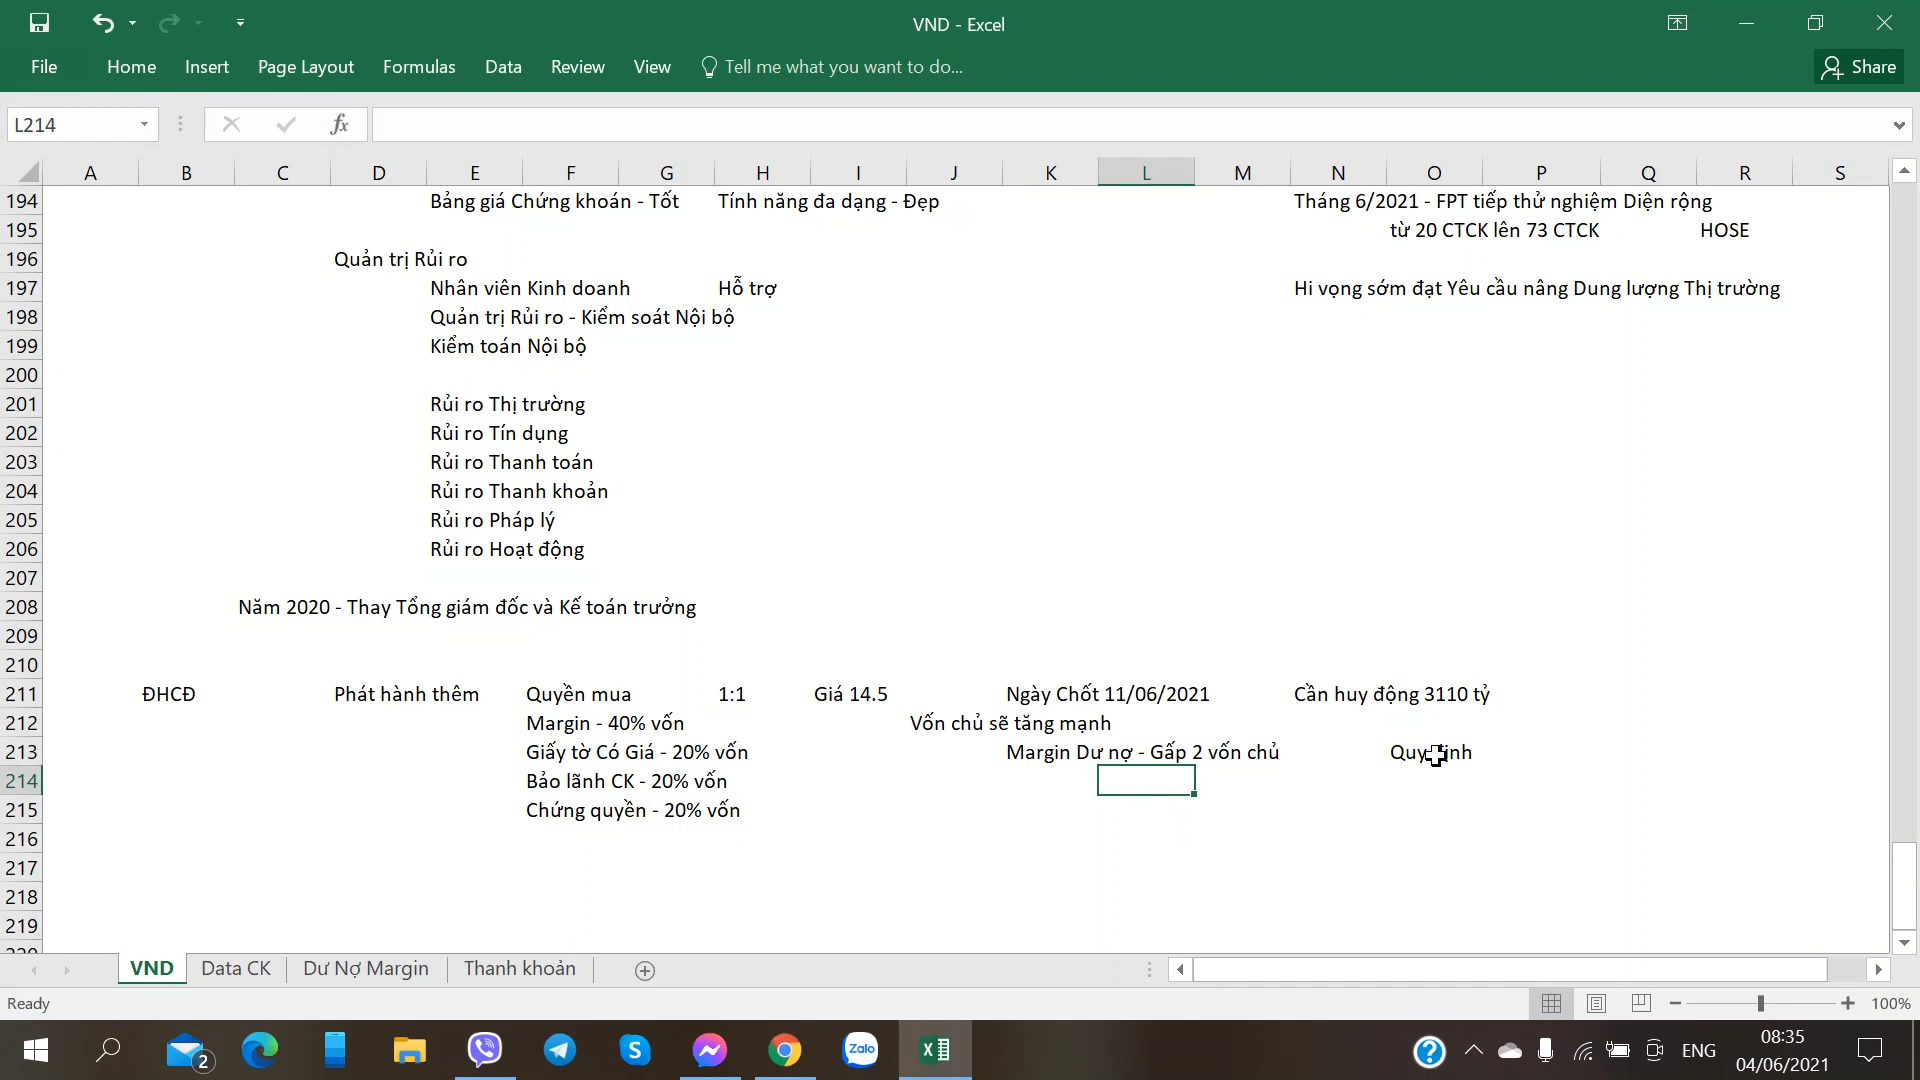 VND - Excel
File Home Insert Page Layout Formulas Data Review View Tell me what you want to do... Share
L214 fx
A B C D E F G H I J K L M N O P Q R S
194 Bảng giá Chứng khoán - Tốt Tính năng đa dạng - Đẹp Tháng 6/2021 - FPT tiếp thử nghiệm Diện rộng
195 từ 20 CTCK lên 73 CTCK HOSE
196 Quản trị Rủi ro
197 Nhân viên Kinh doanh Hỗ trợ Hi vọng sớm đạt Yêu cầu nâng Dung lượng Thị trường
198 Quản trị Rủi ro - Kiểm soát Nội bộ
199 Kiểm toán Nội bộ
200
201 Rủi ro Thị trường
202 Rủi ro Tín dụng
203 Rủi ro Thanh toán
204 Rủi ro Thanh khoản
205 Rủi ro Pháp lý
206 Rủi ro Hoạt động
207
208 Năm 2020 - Thay Tổng giám đốc và Kế toán trưởng
209
210
211 ĐHCĐ Phát hành thêm Quyền mua 1:1 Giá 14.5 Ngày Chốt 11/06/2021 Cần huy động 3110 tỷ
212 Margin - 40% vốn Vốn chủ sẽ tăng mạnh
213 Giấy tờ Có Giá - 20% vốn Margin Dư nợ - Gấp 2 vốn chủ
214 Bảo lãnh CK - 20% vốn
215 Chứng quyền - 20% vốn
216
217
218
219
VND Data CK Dư Nợ Margin Thanh khoản
Ready 100%
2 Zalo ENG 08:35
04/06/2021